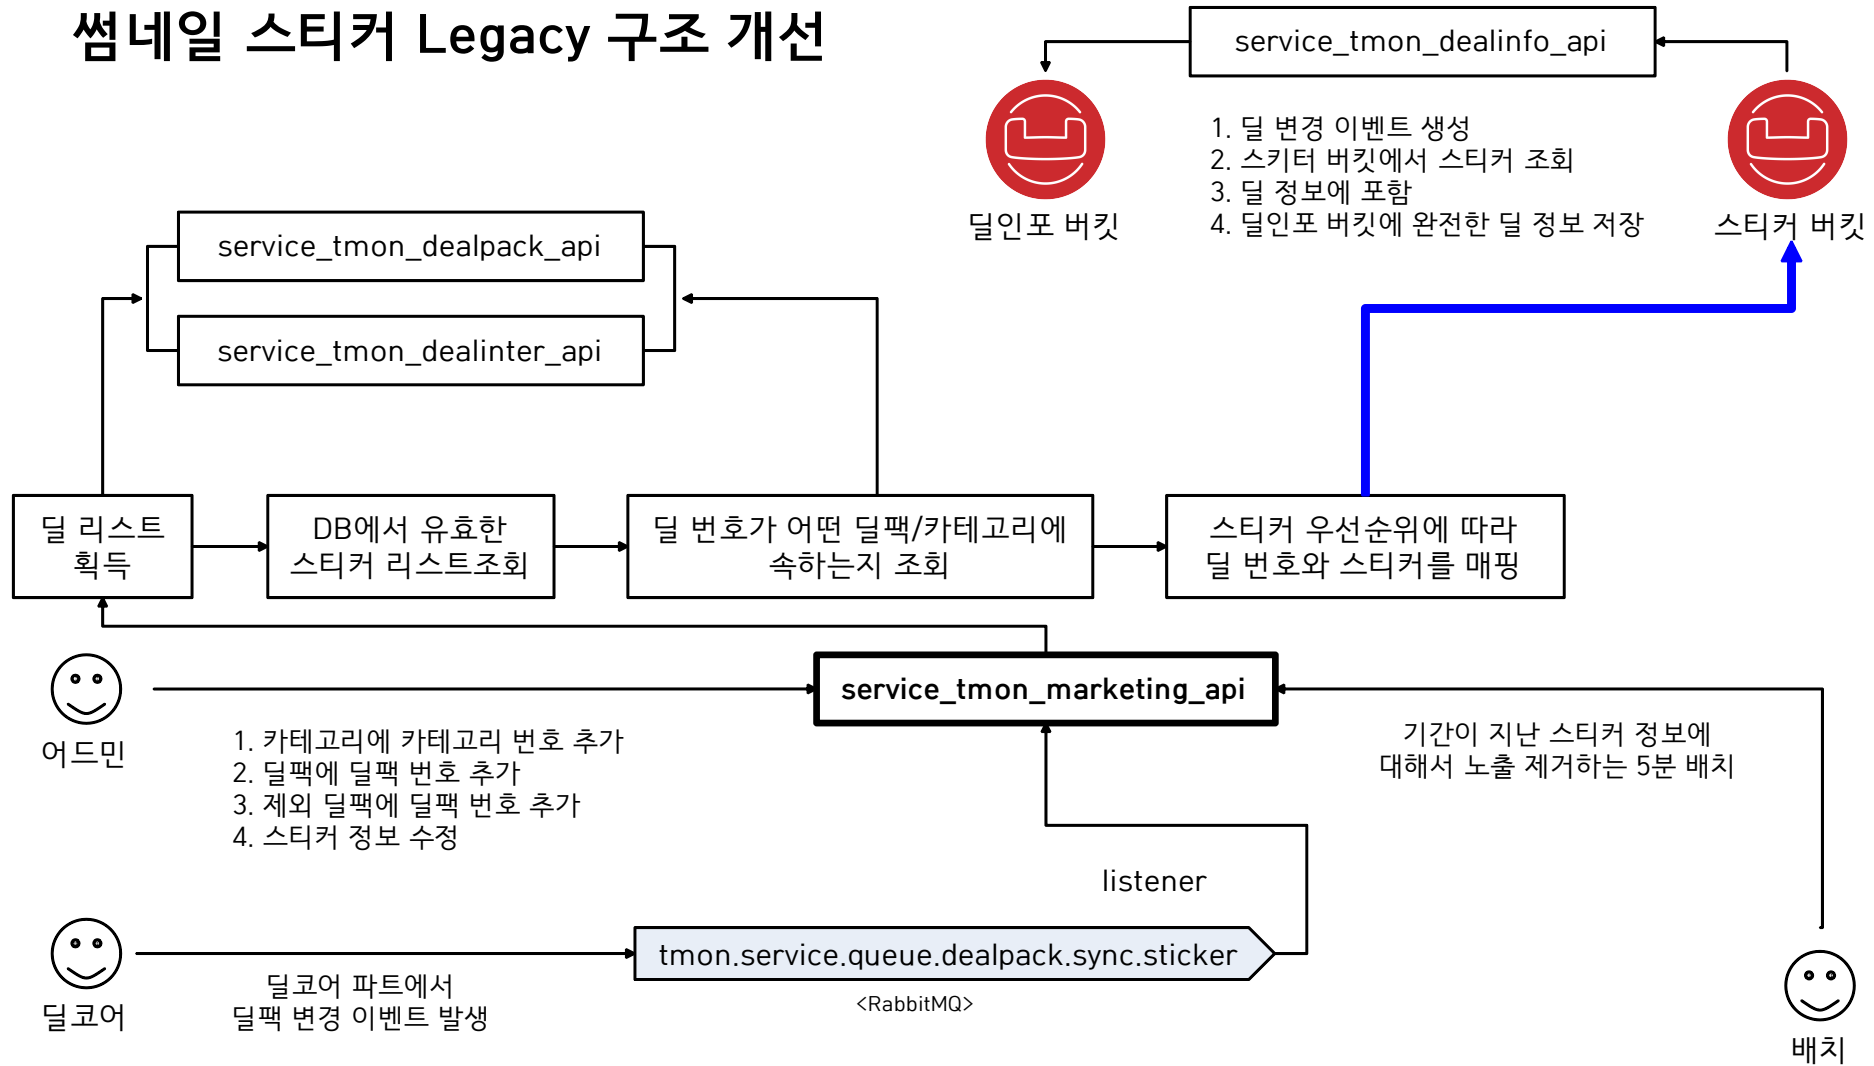 썸네일 스티커 Legacy 구조 개선
service_tmon_dealinfo_api
1. 딜 변경 이벤트 생성
2. 스키터 버킷에서 스티커 조회
3. 딜 정보에 포함
4. 딜인포 버킷에 완전한 딜 정보 저장
딜인포 버킷
스티커 버킷
service_tmon_dealpack_api
service_tmon_dealinter_api
딜 리스트
획득
DB에서 유효한
스티커 리스트조회
딜 번호가 어떤 딜팩/카테고리에
속하는지 조회
스티커 우선순위에 따라
딜 번호와 스티커를 매핑
service_tmon_marketing_api
어드민
1. 카테고리에 카테고리 번호 추가
2. 딜팩에 딜팩 번호 추가
3. 제외 딜팩에 딜팩 번호 추가
4. 스티커 정보 수정
기간이 지난 스티커 정보에
대해서 노출 제거하는 5분 배치
listener
tmon.service.queue.dealpack.sync.sticker
<RabbitMQ>
딜코어
딜코어 파트에서
딜팩 변경 이벤트 발생
배치